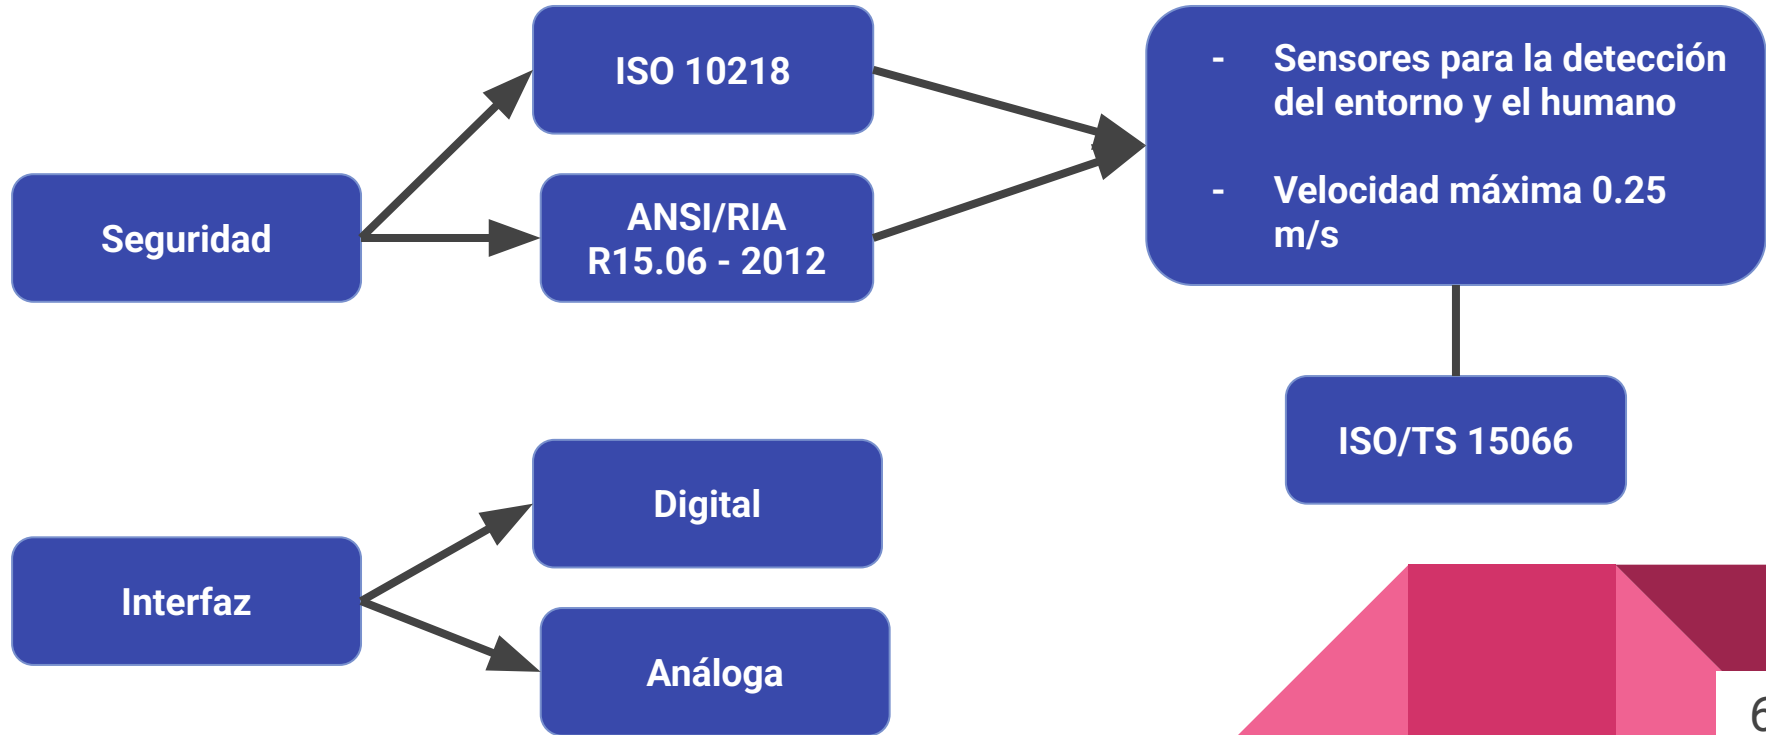 ISO 10218
- Sensores para la detección
del entorno y el humano
- Velocidad máxima 0.25
m/s
Seguridad
ANSI/RIA
R15.06 - 2012
ISO/TS 15066
Digital
Interfaz
Análoga
6